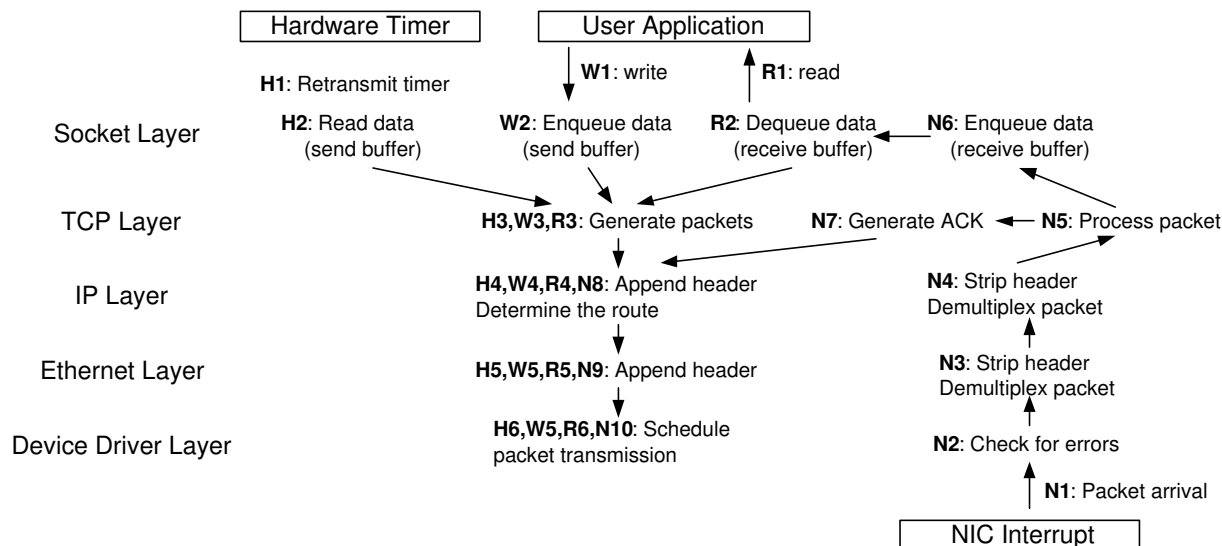 Hardware Timer
User Application
H1: Retransmit timer
W1: write
R1: read
Socket Layer
H2: Read data
(send buffer)
W2: Enqueue data
(send buffer)
R2: Dequeue data
(receive buffer)
N6: Enqueue data
(receive buffer)
TCP Layer
H3,W3,R3: Generate packets
N7: Generate ACK
N5: Process packet
IP Layer
H4,W4,R4,N8: Append header
Determine the route
N4: Strip header
Demultiplex packet
Ethernet Layer
H5,W5,R5,N9: Append header
N3: Strip header
Demultiplex packet
Device Driver Layer
H6,W5,R6,N10: Schedule
packet transmission
N2: Check for errors
N1: Packet arrival
NIC Interrupt